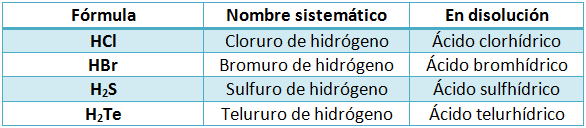 Fórmula Nombre sistemático En disolución
HCl Cloruro de hidrógeno Ácido clorhídrico
HBr Bromuro de hidrógeno Ácido bromhídrico
H₂S Sulfuro de hidrógeno Ácido sulfhídrico
H₂Te Telururo de hidrógeno Ácido telurhídrico